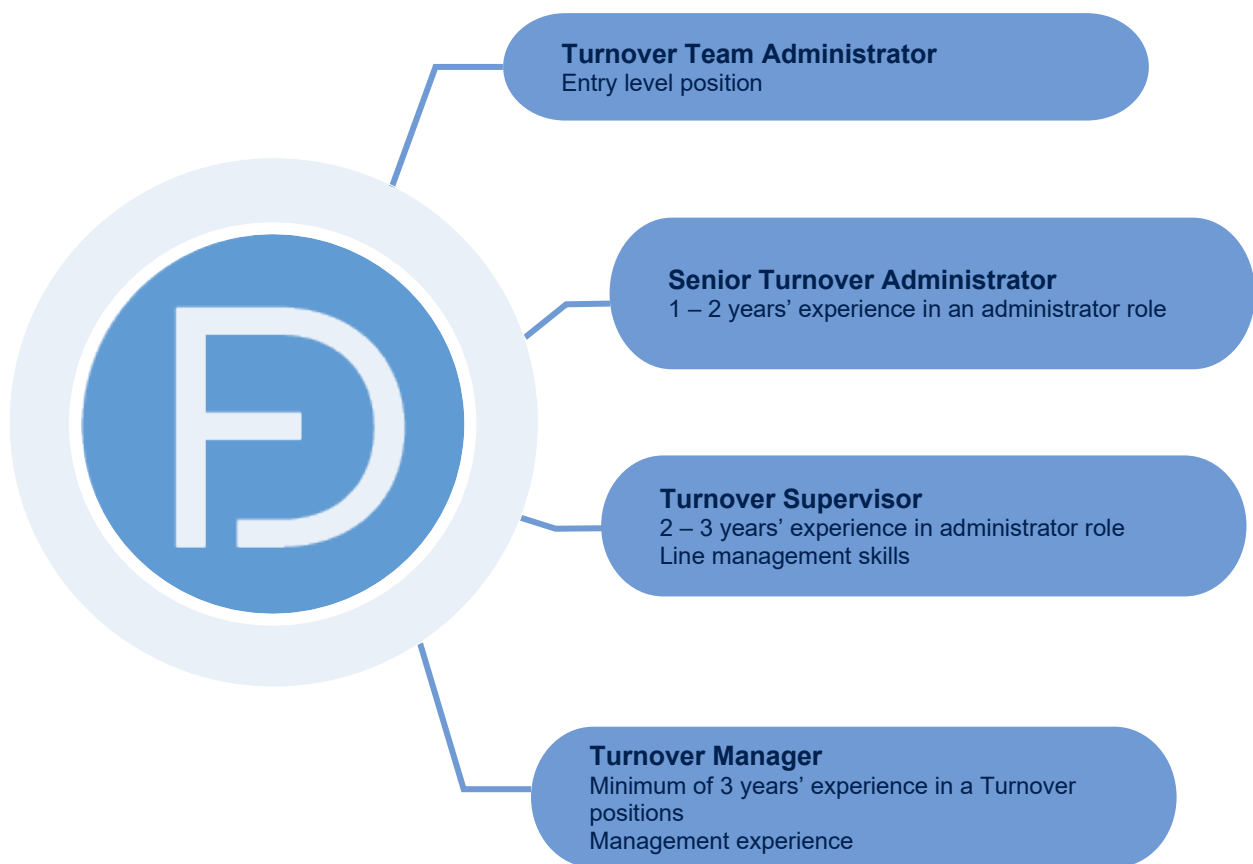 Turnover Team Administrator
Entry level position
Senior Turnover Administrator
1 – 2 years’ experience in an administrator role
Turnover Supervisor
2 – 3 years’ experience in administrator role
Line management skills
Turnover Manager
Minimum of 3 years’ experience in a Turnover
positions
Management experience